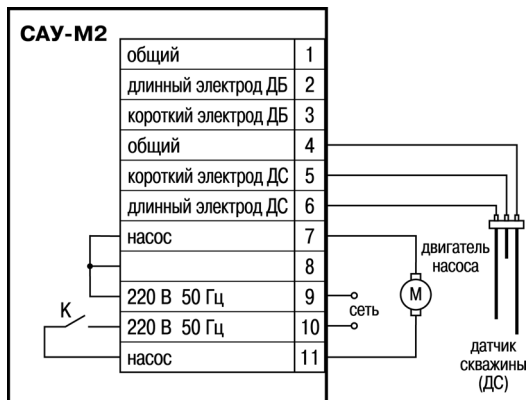 САУ-М2
общий 1
длинный электрод ДБ 2
короткий электрод ДБ 3
общий 4
короткий электрод ДС 5
длинный электрод ДС 6
насос 7
8
220 В 50 Гц 9
220 В 50 Гц 10
насос 11
К
двигатель
насоса
М
сеть
датчик
скважины
(ДС)